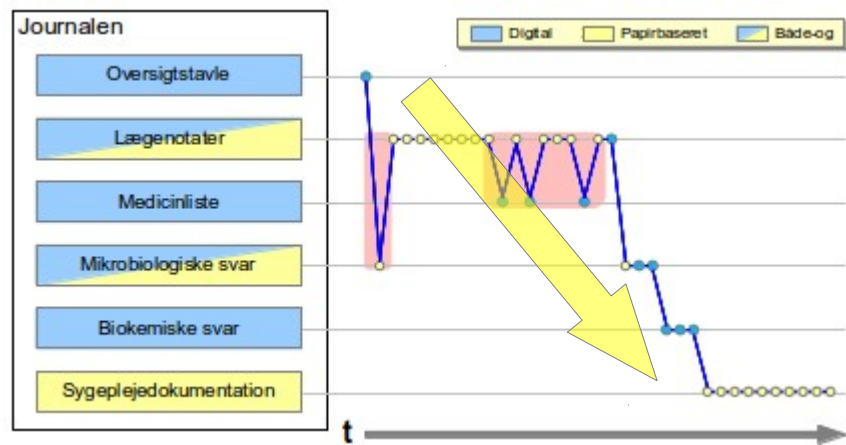 Journalen
Digital
Papirbaseret
Både-og
Oversigtstavle
Lægenotater
Medicinliste
Mikrobiologiske svar
Biokemiske svar
Sygeplejedokumentation
t